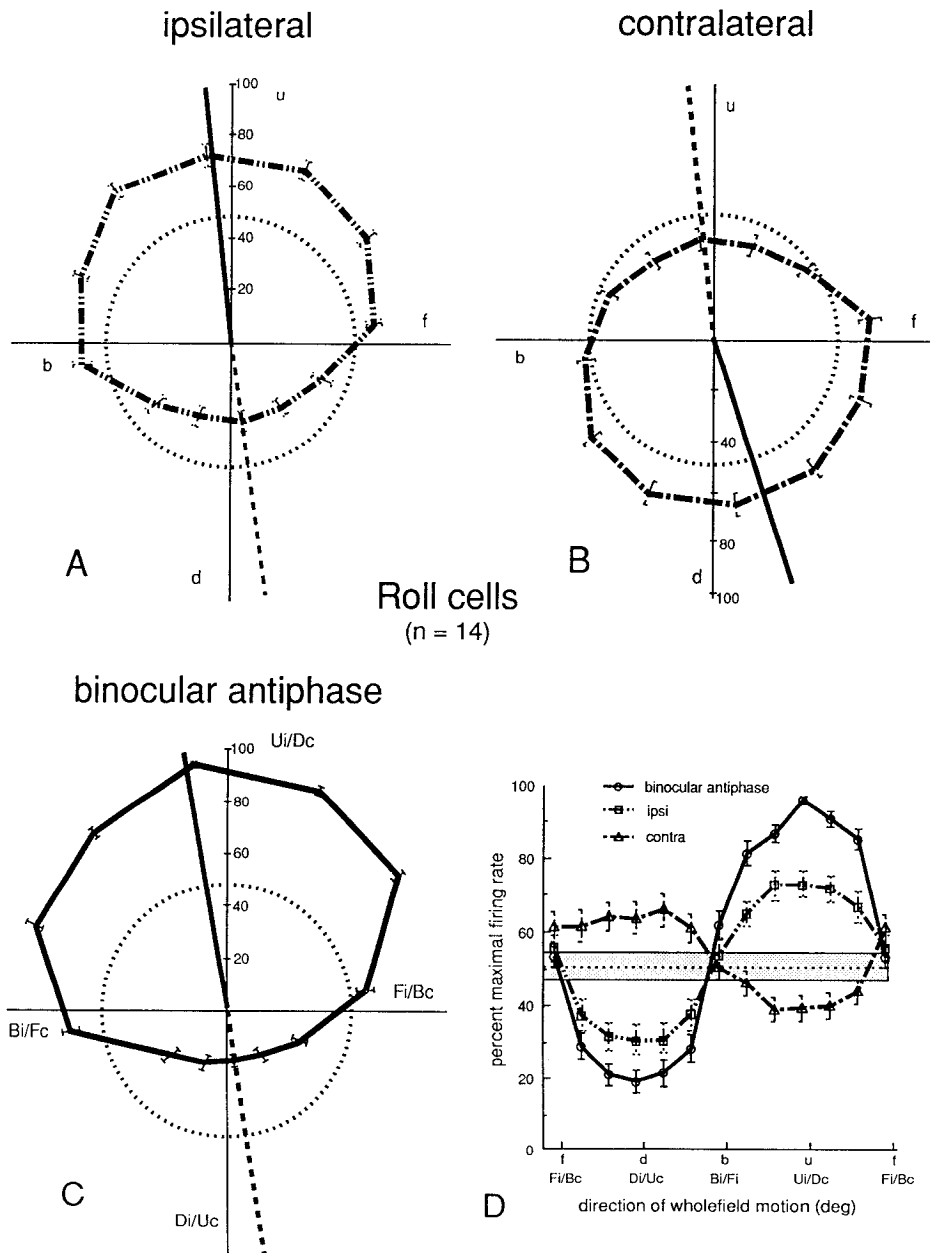 ipsilateral
contralateral
100
u
80
60
40
20
b
f
A
d
u
b
f
40
80
B
d
100
Roll cells
(n = 14)
binocular antiphase
100
Ui/Dc
80
60
40
20
Fi/Bc
Bi/Fc
C
Di/Uc
binocular antiphase
ipsi
contra
percent maximal firing rate
100
80
60
40
20
0
f d b u f
Fi/Bc Di/Uc Bi/Fi Ui/Dc Fi/Bc
D
direction of wholefield motion (deg)